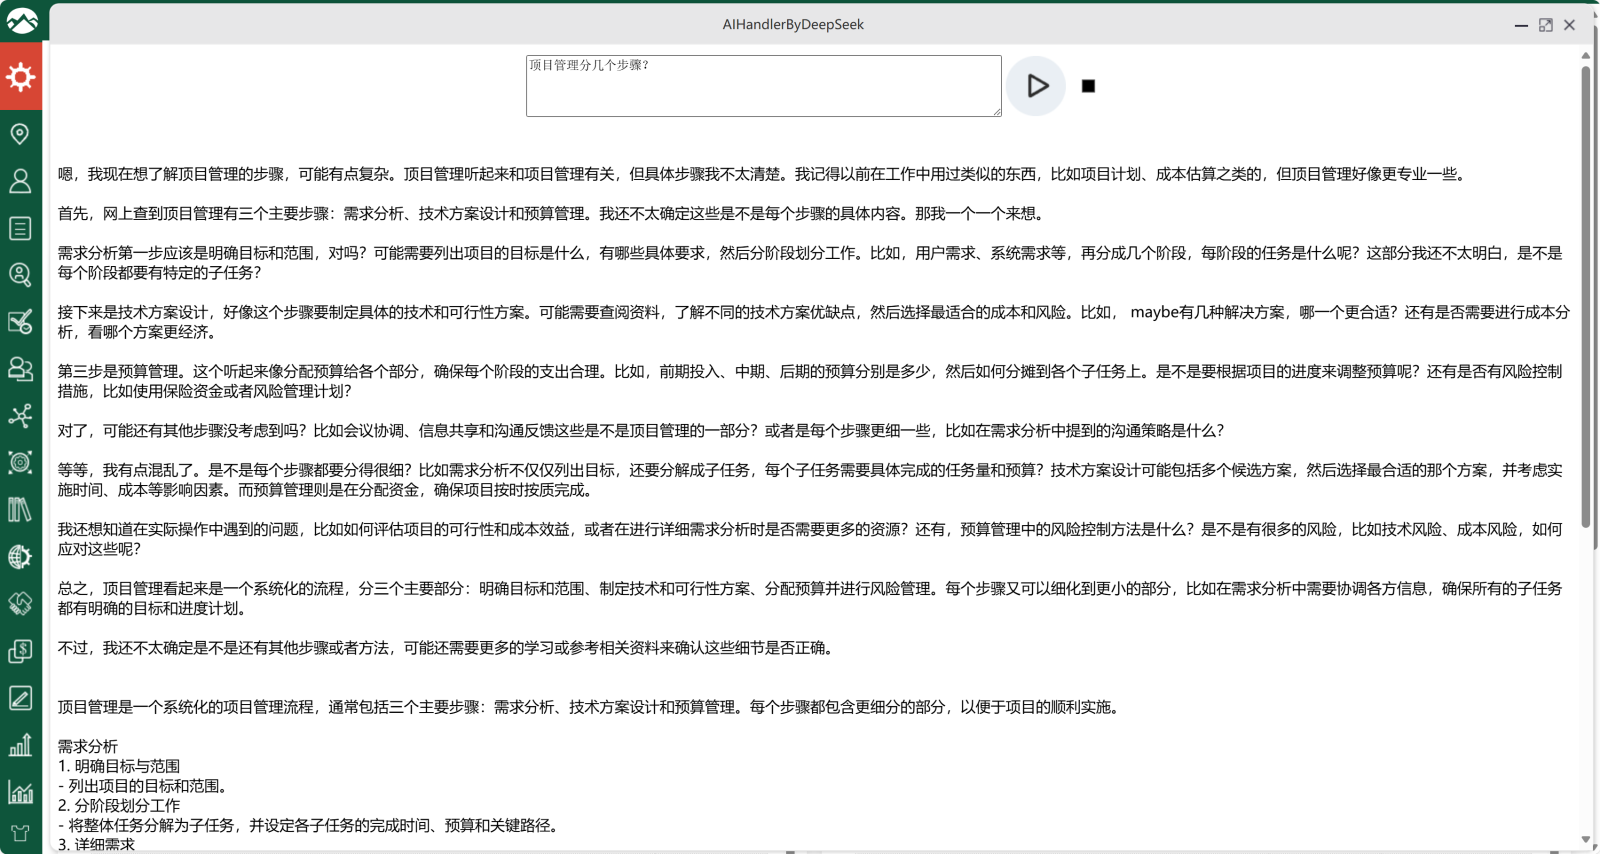 AIHandlerByDeepSeek
项目管理分几个步骤？
嗯，我现在想了解顶目管理的步骤，可能有点复杂。顶目管理听起来和项目管理有关，但具体步骤我不太清楚。我记得以前在工作中用过类似的东西，比如项目计划、成本估算之类的，但顶目管理好像更专业一些。
首先，网上查到顶目管理有三个主要步骤：需求分析、技术方案设计和预算管理。我还不太确定这些是不是每个步骤的具体内容。那我一个一个来想。
需求分析第一步应该是明确目标和范围，对吗？可能需要列出项目的目标是什么，有哪些具体要求，然后分阶段划分工作。比如，用户需求、系统需求等，再分成几个阶段，每阶段的任务是什么呢？这部分我还不太明白，是不是
每个阶段都要有特定的子任务？
接下来是技术方案设计，好像这个步骤要制定具体的技术和可行性方案。可能需要查阅资料，了解不同的技术方案优缺点，然后选择最适合的成本和风险。比如， maybe有几种解决方案，哪一个更合适？还有是否需要进行成本分
析，看哪个方案更经济。
第三步是预算管理。这个听起来像分配预算给各个部分，确保每个阶段的支出合理。比如，前期投入、中期、后期的预算分别是多少，然后如何分摊到各个子任务上。是不是要根据项目的进度来调整预算呢？还有是否有风险控制
措施，比如使用保险资金或者风险管理计划？
对了，可能还有其他步骤没考虑到吗？比如会议协调、信息共享和沟通反馈这些是不是顶目管理的一部分？或者是每个步骤更细一些，比如在需求分析中提到的沟通策略是什么？
等等，我有点混乱了。是不是每个步骤都要分得很细？比如需求分析不仅仅列出目标，还要分解成子任务，每个子任务需要具体完成的任务量和预算？技术方案设计可能包括多个候选方案，然后选择最合适的那个方案，并考虑实
施时间、成本等影响因素。而预算管理则是在分配资金，确保项目按时按质完成。
我还想知道在实际操作中遇到的问题，比如如何评估项目的可行性和成本效益，或者在进行详细需求分析时是否需要更多的资源？还有，预算管理中的风险控制方法是什么？是不是有很多的风险，比如技术风险、成本风险，如何
应对这些呢？
总之，顶目管理看起来是一个系统化的流程，分三个主要部分：明确目标和范围、制定技术和可行性方案、分配预算并进行风险管理。每个步骤又可以细化到更小的部分，比如在需求分析中需要协调各方信息，确保所有的子任务
都有明确的目标和进度计划。
不过，我还不太确定是不是还有其他步骤或者方法，可能还需要更多的学习或参考相关资料来确认这些细节是否正确。
顶目管理是一个系统化的项目管理流程，通常包括三个主要步骤：需求分析、技术方案设计和预算管理。每个步骤都包含更细分的部分，以便于项目的顺利实施。
需求分析
1. 明确目标与范围
- 列出项目的目标和范围。
2. 分阶段划分工作
- 将整体任务分解为子任务，并设定各子任务的完成时间、预算和关键路径。
3. 详细需求